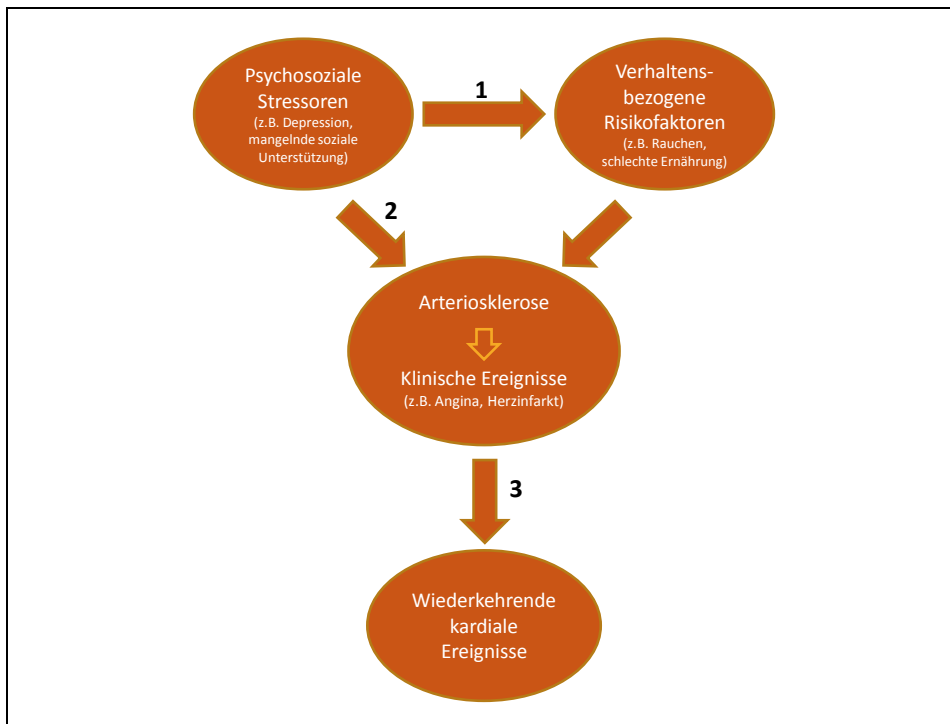 Psychosoziale
Stressoren
(z.B. Depression,
mangelnde soziale
Unterstützung)
1
Verhaltens-
bezogene
Risikofaktoren
(z.B. Rauchen,
schlechte Ernährung)
2
Arteriosklerose
Klinische Ereignisse
(z.B. Angina, Herzinfarkt)
3
Wiederkehrende
kardiale
Ereignisse